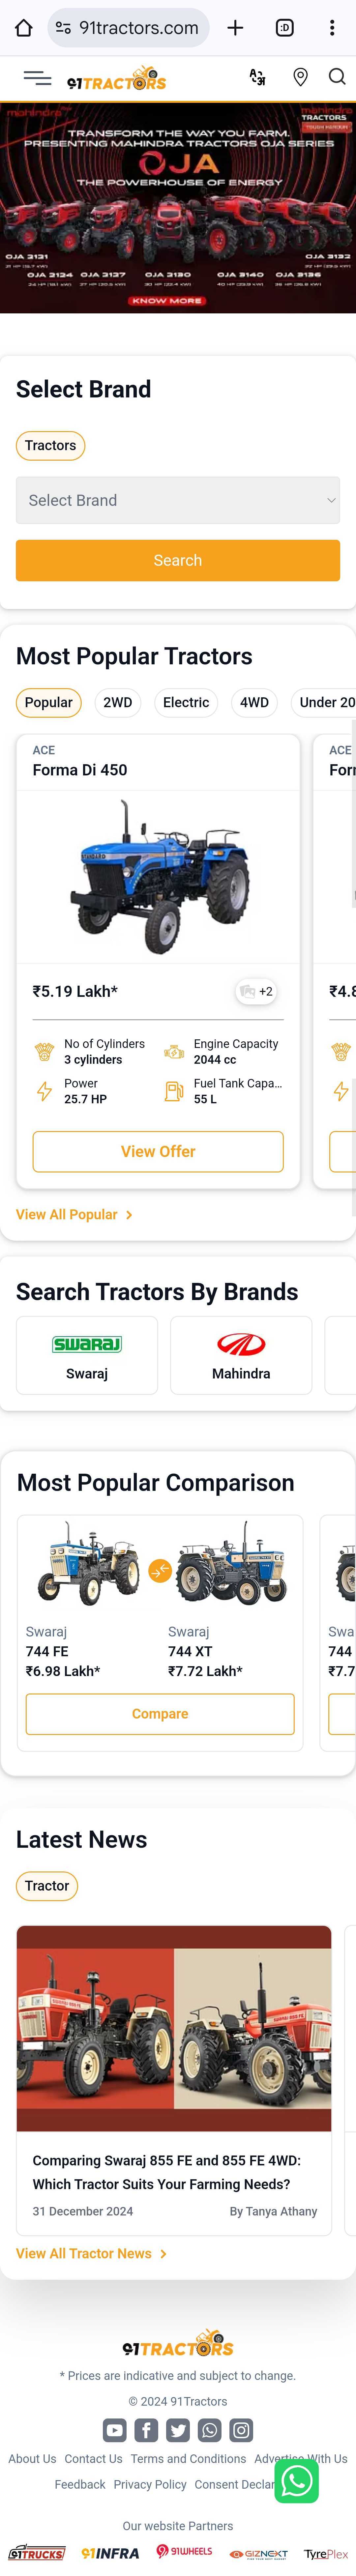 91tractors.com
:D
91TRACTORS
A अ
mahindra
mahindra
TRACTORS
TOUGH HARDUM
TRANSFORM THE WAY YOU FARM.
PRESENTING
OJA
THE POWERHOUSE OF ENERGY
OJA SERIES
OJA 3131
OJA 3132
OJA 2124 OJA 2127 OJA 2130 OJA 3140 OJA 3136
KNOW MORE
Select Brand
Tractors
Select Brand
Search
Most Popular Tractors
Popular 2WD Electric 4WD Under 20
ACE ACE
Forma Di 450 For
STANDARD
₹5.19 Lakh* +2 ₹4.8
No of Cylinders Engine Capacity
3 cylinders 2044 cc
Power Fuel Tank Capa...
25.7 HP 55 L
View Offer
View All Popular
Search Tractors By Brands
SWARAJ
Swaraj Mahindra
Most Popular Comparison
Swaraj Swaraj Swa
744 FE 744 XT 744
₹6.98 Lakh* ₹7.72 Lakh* ₹7.7
Compare
Latest News
Tractor
Comparing Swaraj 855 FE and 855 FE 4WD:
Which Tractor Suits Your Farming Needs?
31 December 2024 By Tanya Athany
View All Tractor News
91TRACTORS
* Prices are indicative and subject to change.
© 2024 91Tractors
About Us Contact Us Terms and Conditions Advertise With Us
Feedback Privacy Policy Consent Declar
Our website Partners
91TRUCKS 91INFRA 91WHEELS GIZNEXT TyrePlex